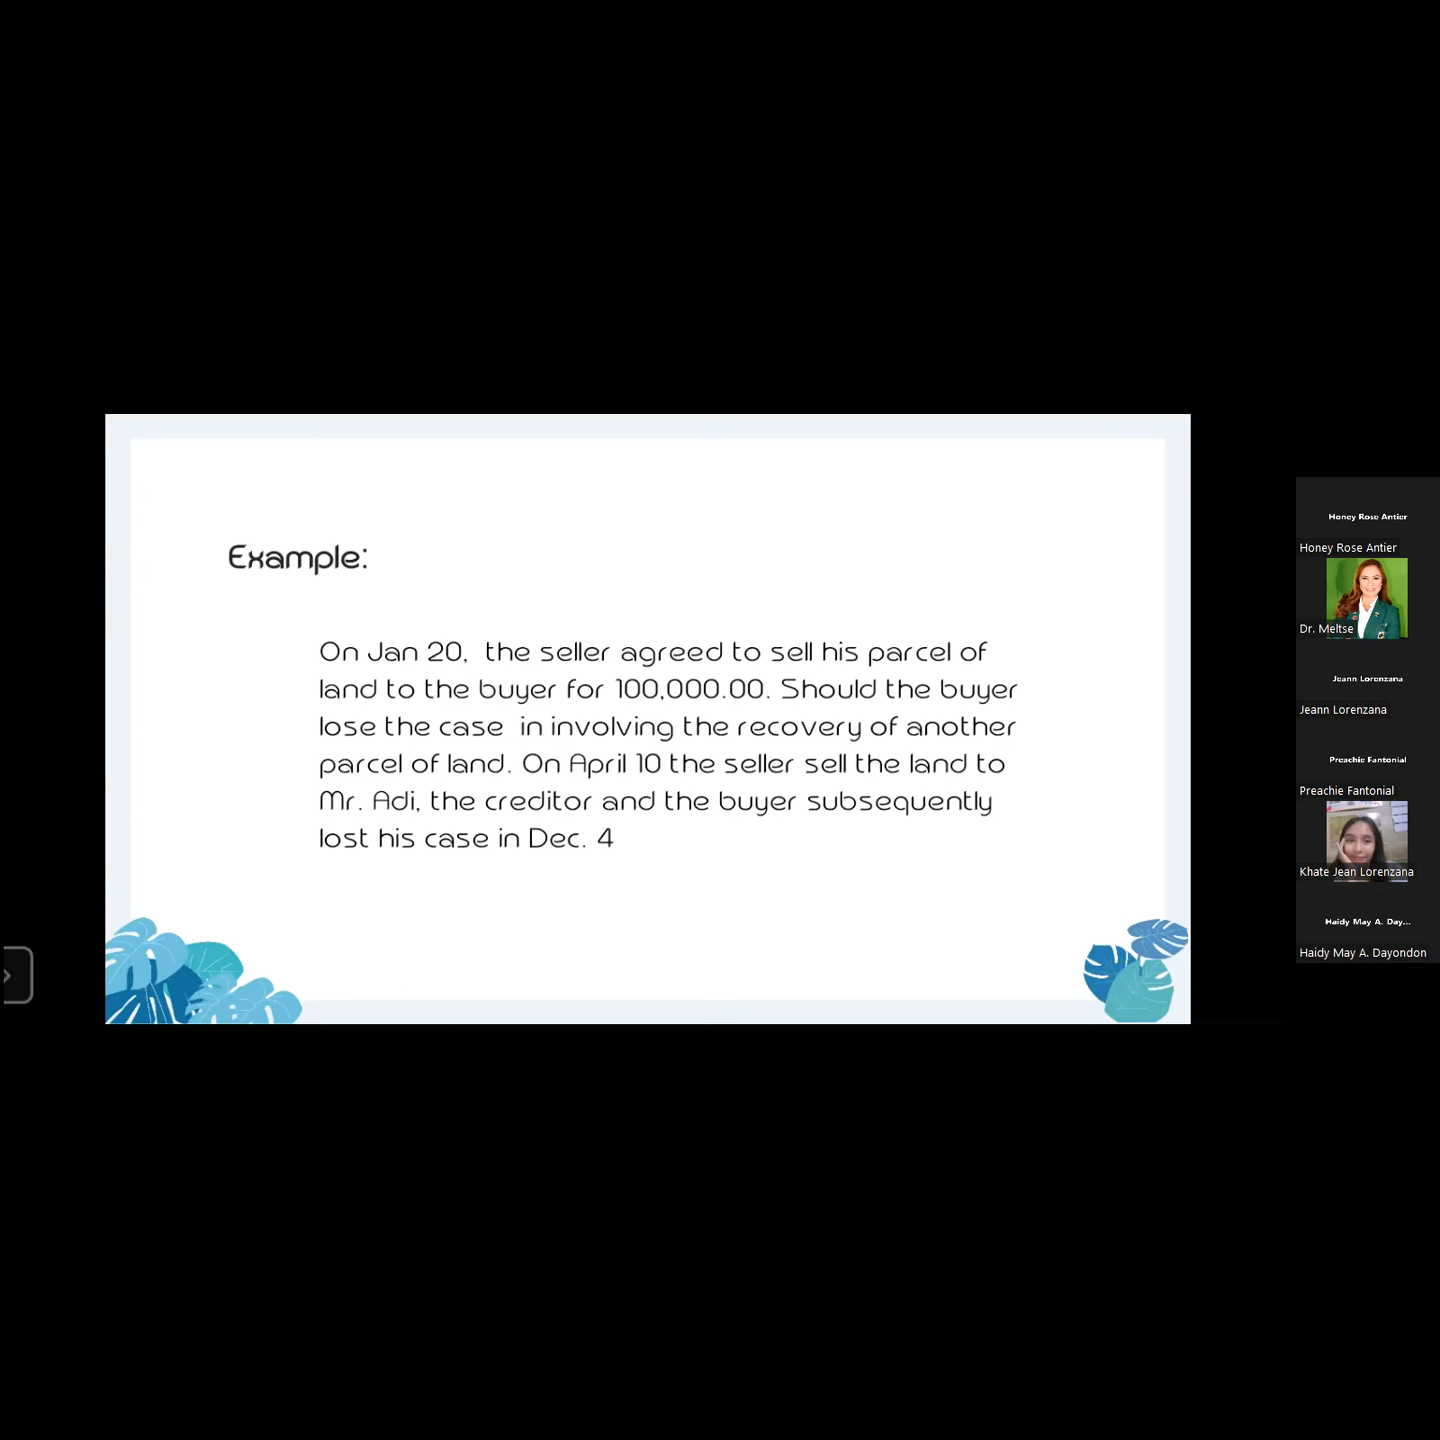 Example:
On Jan 20, the seller agreed to sell his parcel of
land to the buyer for 100,000.00. Should the buyer
lose the case in involving the recovery of another
parcel of land. On April 10 the seller sell the land to
Mr. Adi, the creditor and the buyer subsequently
lost his case in Dec. 4
Honey Rose Antier
Honey Rose Antier
Dr. Meltse
Jeann Lorenzana
Jeann Lorenzana
Preachie Fantonial
Preachie Fantonial
Khate Jean Lorenzana
Haidy May A. Day...
Haidy May A. Dayondon